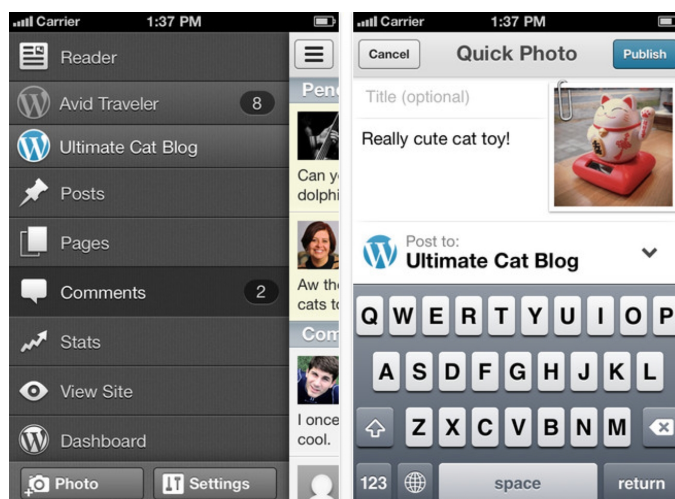 Carrier 1:37 PM
Reader
Avid Traveler 8
Ultimate Cat Blog
Posts
Pages
Comments 2
Stats
View Site
Dashboard
Photo
Settings
Can
dolphi
Aw
cats
I once
cool.
Carrier 1:37 PM
Cancel
Quick Photo
Publish
Title (optional)
Really cute cat toy!
Post to:
Ultimate Cat Blog
Q W E R T Y U I O P
A S D F G H J K L
Z X C V B N M
123 space return